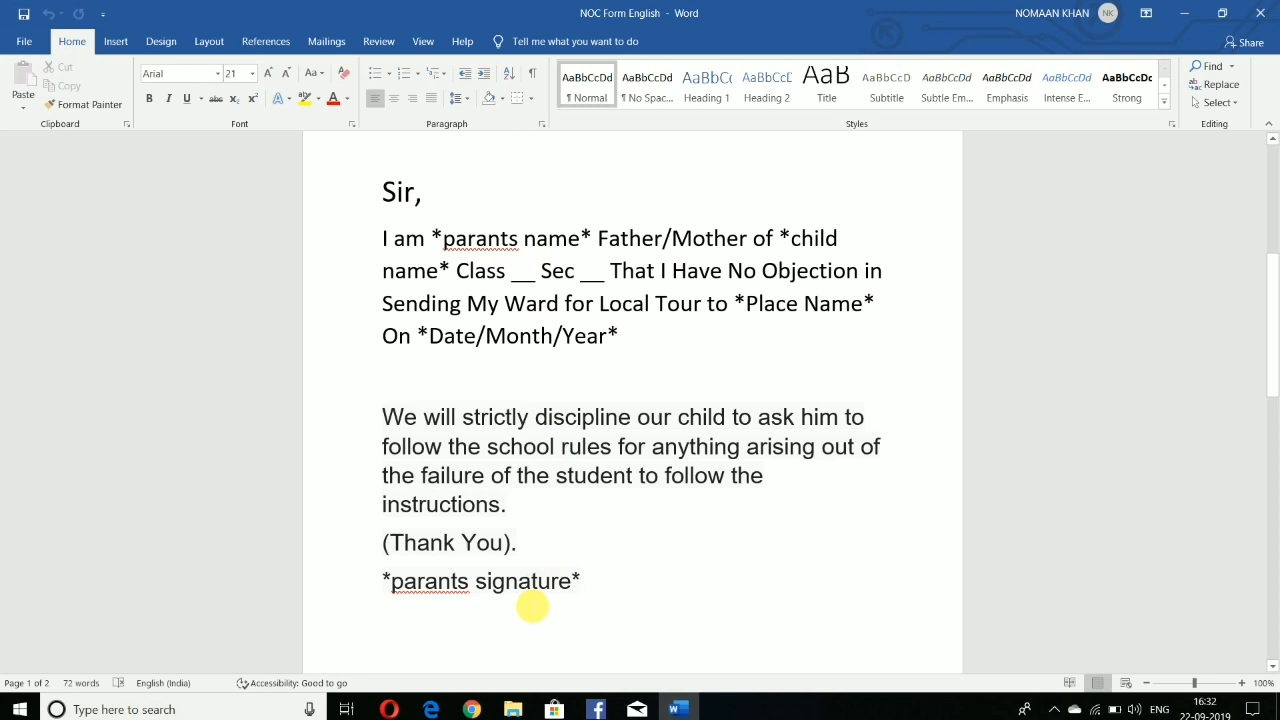 NOC Form English - Word
NOMAAN KHAN NK
File Home Insert Design Layout References Mailings Review View Help Tell me what you want to do Share
Paste
Cut
Copy
Format Painter
Clipboard
Arial 21
Font
Paragraph
AaBbCcDd AaBbCcDd AaBbC AaBbCcE AaB AaBbCcD AaBbCcDd AaBbCcDd AaBbCcDd AaBbCcDc
¶ Normal ¶ No Spac... Heading 1 Heading 2 Title Subtitle Subtle Em... Emphasis Intense E... Strong
Styles
Find
Replace
Select
Editing
Sir,
I am *parants name* Father/Mother of *child
name* Class __ Sec __ That I Have No Objection in
Sending My Ward for Local Tour to *Place Name*
On *Date/Month/Year*
We will strictly discipline our child to ask him to
follow the school rules for anything arising out of
the failure of the student to follow the
instructions.
(Thank You).
*parants signature*
Page 1 of 2 72 words English (India) Accessibility: Good to go 100%
Type here to search
ENG
16:32
22-09-2019